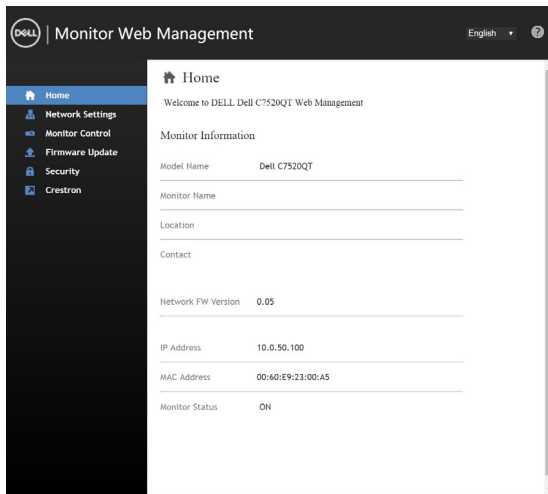 DELL | Monitor Web Management
English
?
Home
Network Settings
Monitor Control
Firmware Update
Security
Crestron
Home
Welcome to DELL Dell C7520QT Web Management
Monitor Information
Model Name Dell C7520QT
Monitor Name
Location
Contact
Network FW Version 0.05
IP Address 10.0.50.100
MAC Address 00:60:E9:23:00:A5
Monitor Status ON